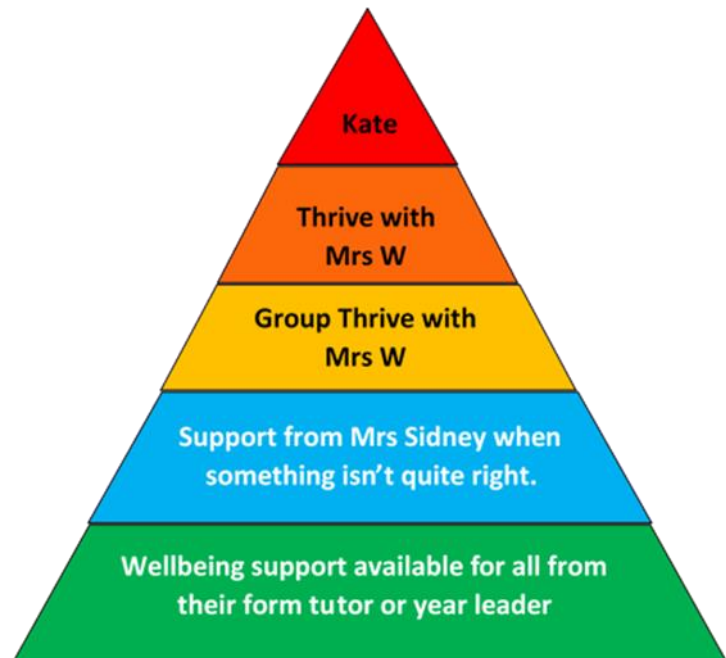 Kate
Thrive with
Mrs W
Group Thrive with
Mrs W
Support from Mrs Sidney when
something isn’t quite right.
Wellbeing support available for all from
their form tutor or year leader